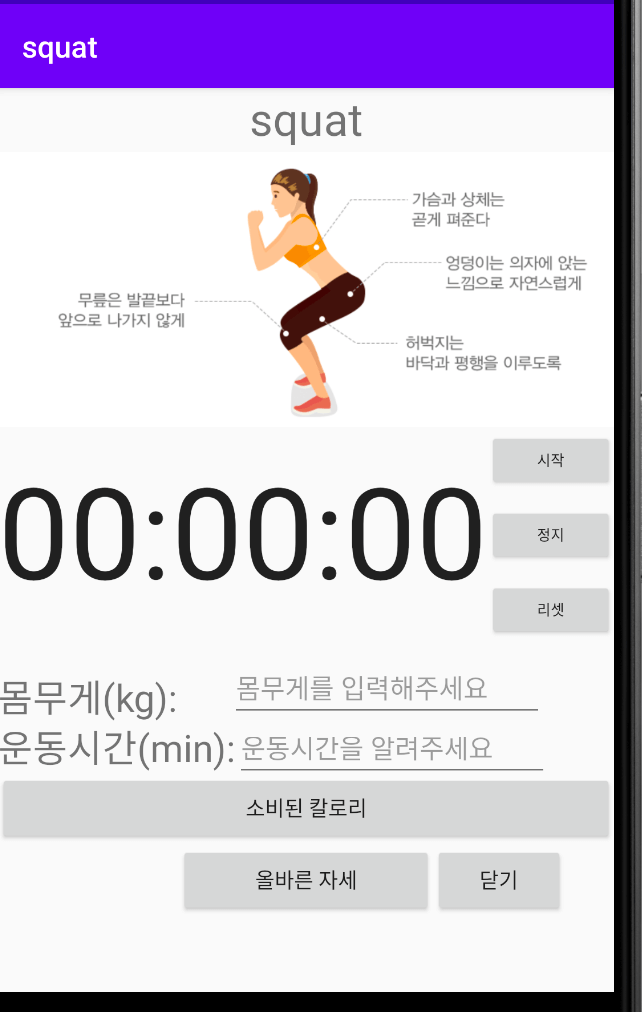 squat
squat
가슴과 상체는
곧게 펴준다
엉덩이는 의자에 앉는
느낌으로 자연스럽게
무릎은 발끝보다
앞으로 나가지 않게
허벅지는
바닥과 평행을 이루도록
00:00:00
시작
정지
리셋
몸무게(kg): 몸무게를 입력해주세요
운동시간(min): 운동시간을 알려주세요
소비된 칼로리
올바른 자세 닫기